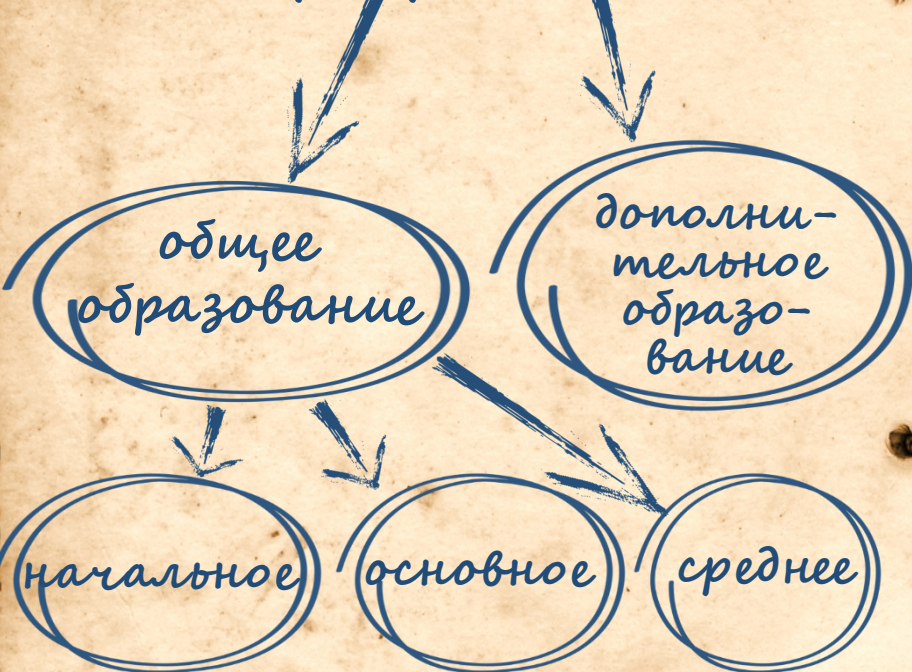 общее
образование
дополни-
тельное
образо-
вание
начальное
основное
среднее